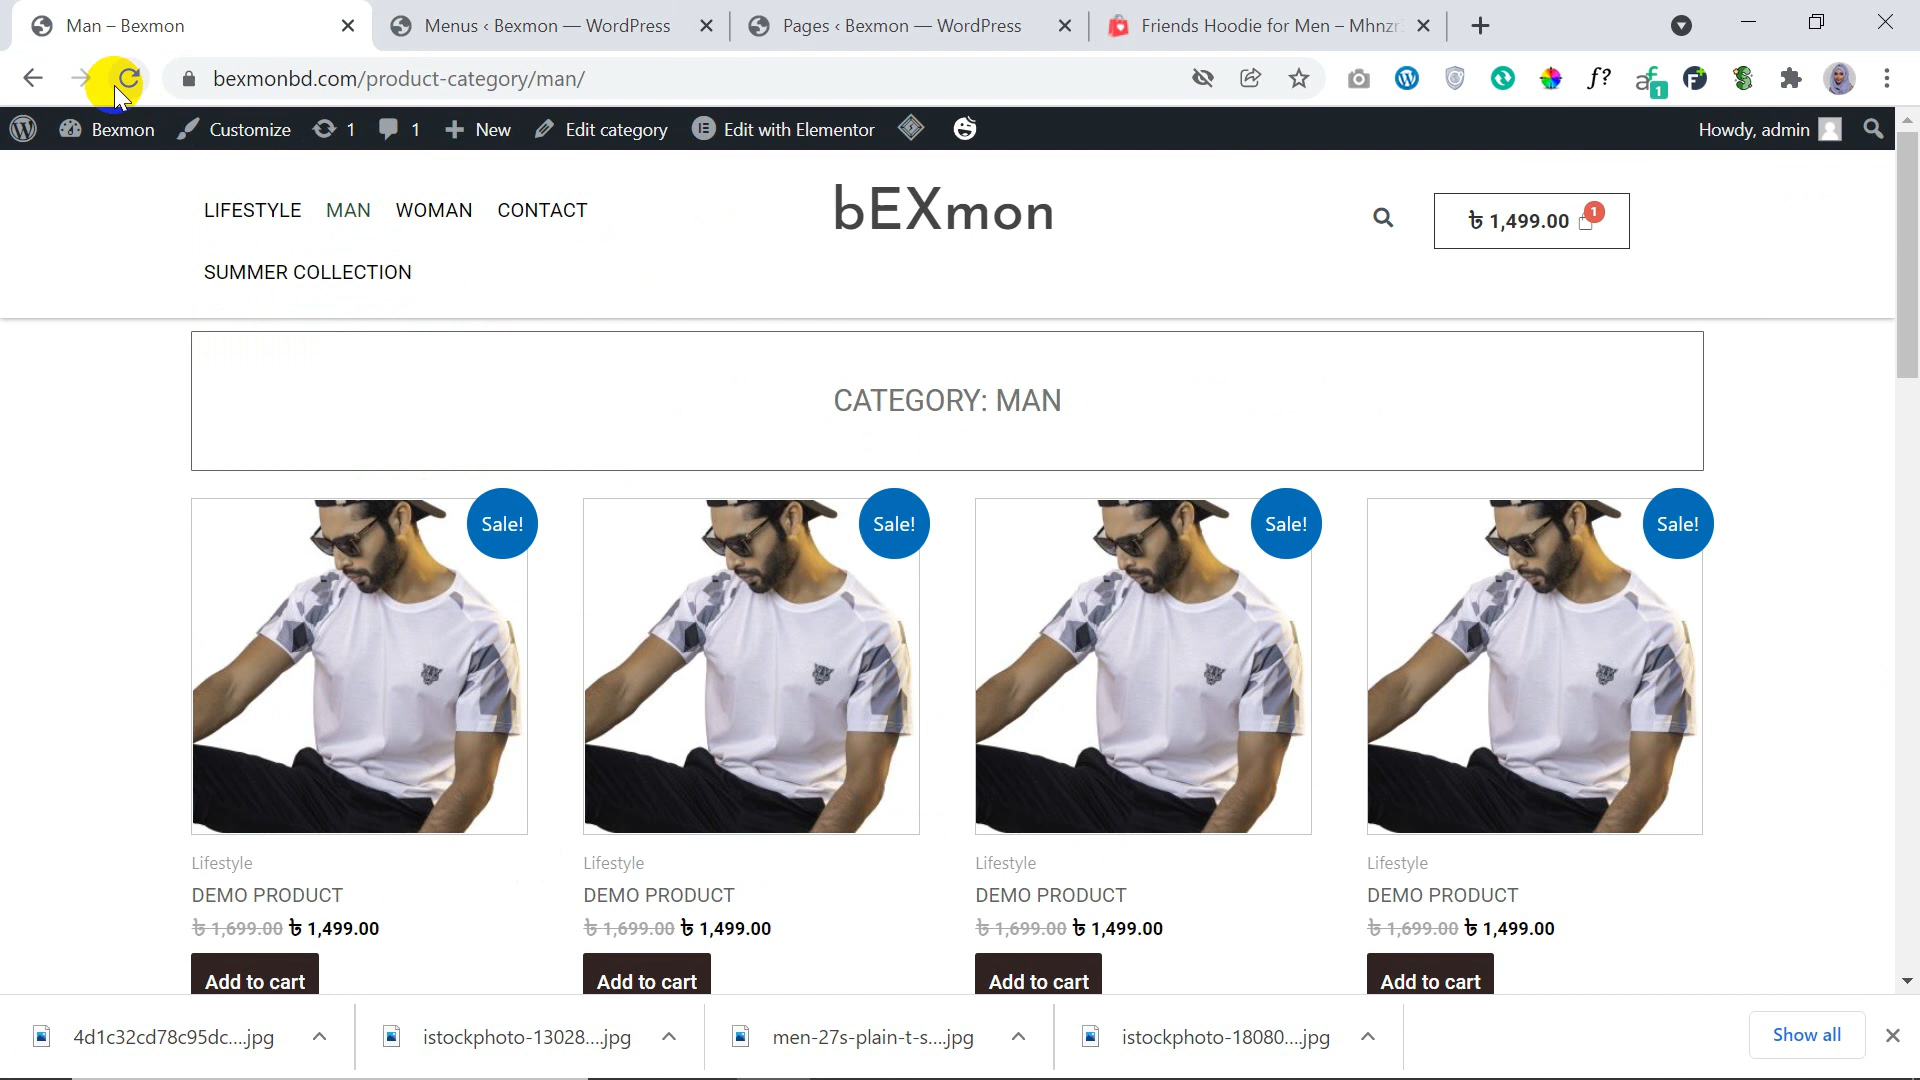 Man – Bexmon
Menus ‹ Bexmon — WordPress
Pages ‹ Bexmon — WordPress
Friends Hoodie for Men – Mhnzr
bexmonbd.com/product-category/man/
f?
1
Bexmon
Customize
1
1
New
Edit category
Edit with Elementor
Howdy, admin
LIFESTYLE MAN WOMAN CONTACT
SUMMER COLLECTION
bEXmon
৳ 1,499.00
1
CATEGORY: MAN
Sale!
Sale!
Sale!
Sale!
Lifestyle
DEMO PRODUCT
৳ 1,699.00 ৳ 1,499.00
Add to cart
Lifestyle
DEMO PRODUCT
৳ 1,699.00 ৳ 1,499.00
Add to cart
Lifestyle
DEMO PRODUCT
৳ 1,699.00 ৳ 1,499.00
Add to cart
Lifestyle
DEMO PRODUCT
৳ 1,699.00 ৳ 1,499.00
Add to cart
4d1c32cd78c95dc....jpg
istockphoto-13028....jpg
men-27s-plain-t-s....jpg
istockphoto-18080....jpg
Show all